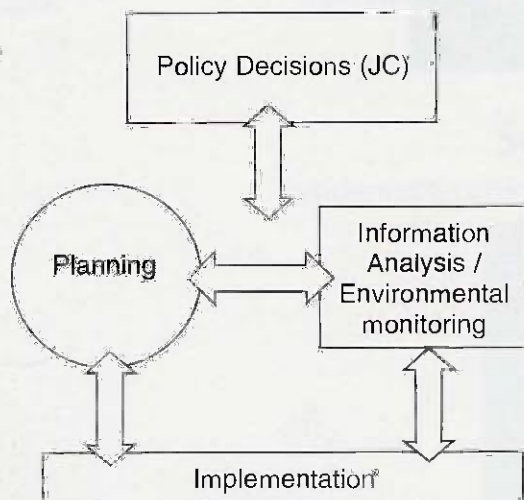 Policy Decisions (JC)
Planning
Information
Analysis /
Environmental
monitoring
Implementation